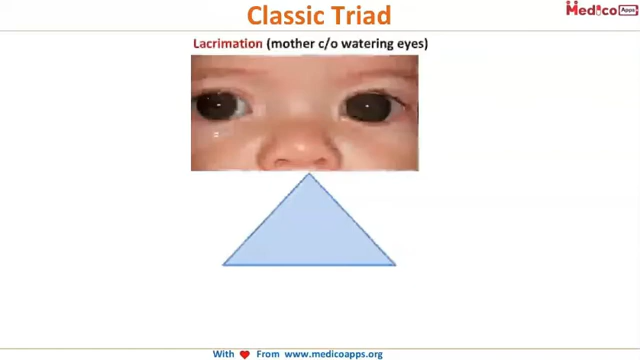 Classic Triad
Medico Apps
Lacrimation (mother c/o watering eyes)
With From www.medicoapps.org